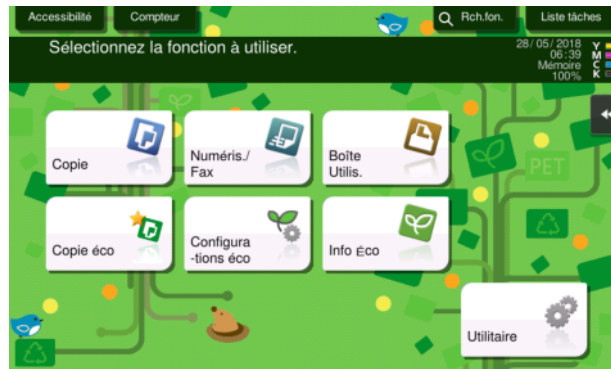 Accessibilité
Compteur
Rch.fon.
Liste tâches
Sélectionnez la fonction à utiliser.
28/05/2018
06:39
Mémoire
100%
Y
M
C
K
Copie
Numéris./
Fax
Boîte
Utilis.
PET
Copie éco
Configura
-tions éco
Info Éco
Utilitaire